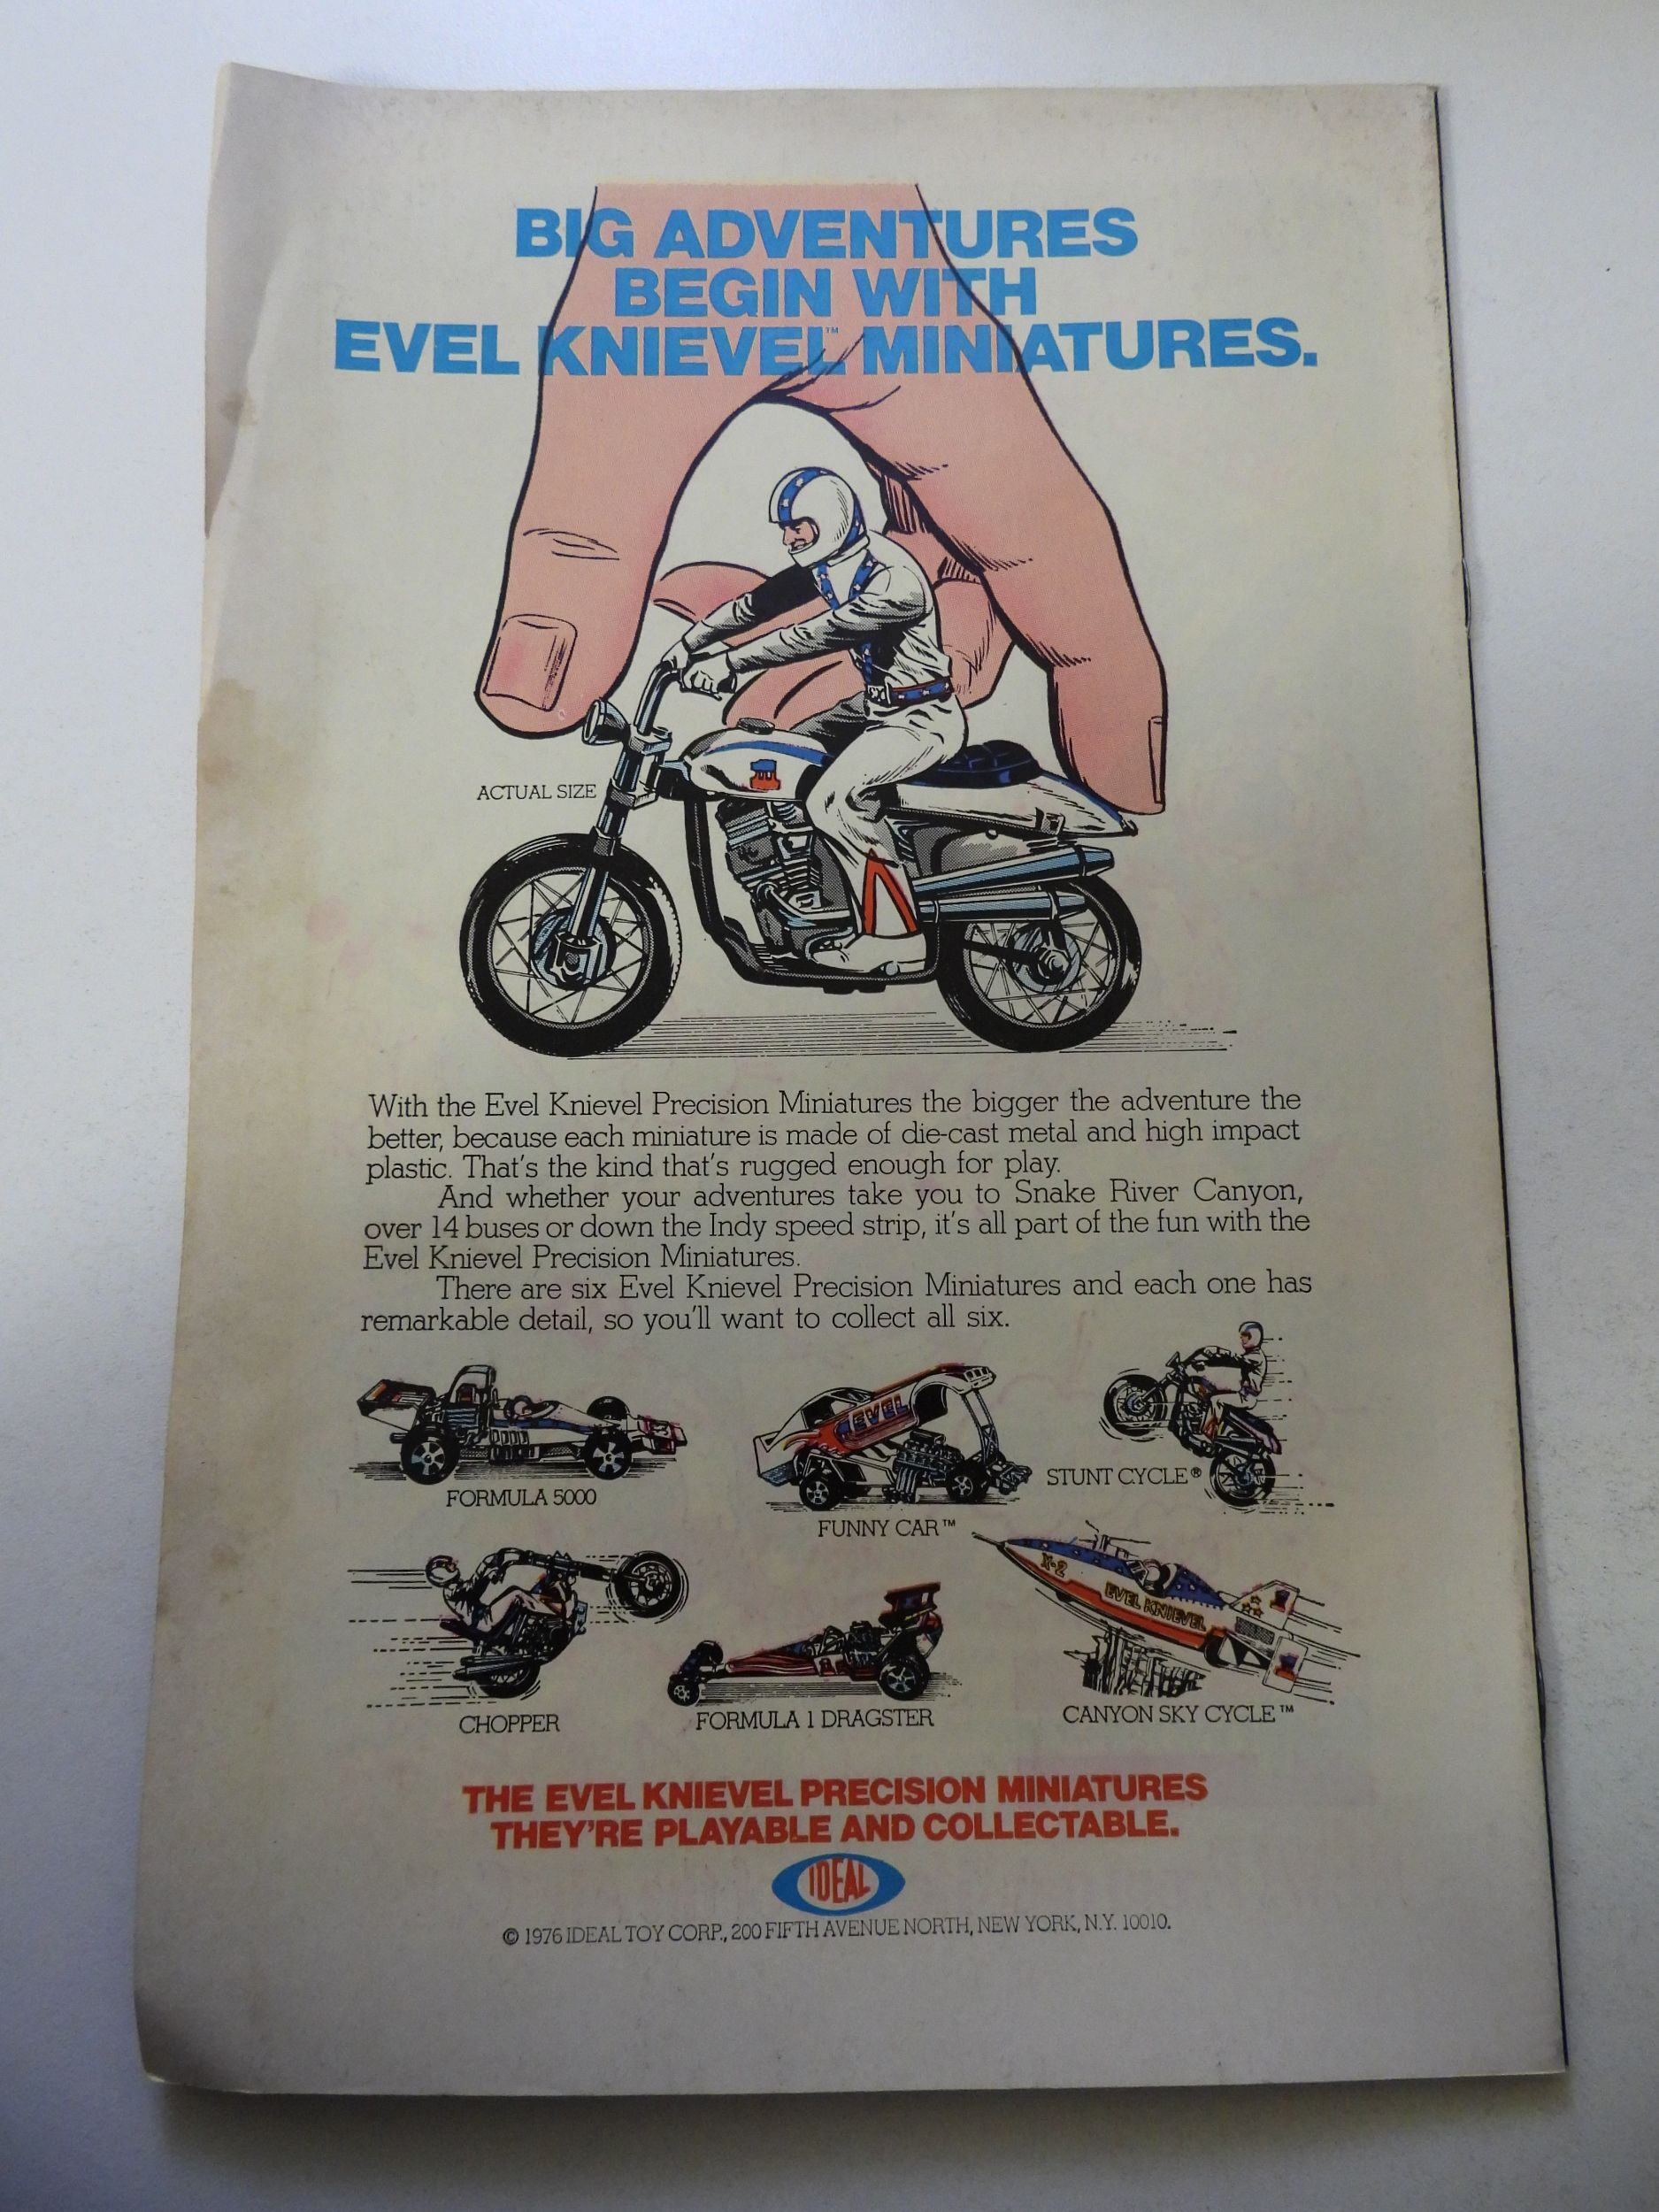 BIG ADVENTURES
BEGIN WITH
EVEL KNIEVEL™ MINIATURES.
ACTUAL SIZE
With the Evel Knievel Precision Miniatures the bigger the adventure the
better, because each miniature is made of die-cast metal and high impact
plastic. That's the kind that's rugged enough for play.
And whether your adventures take you to Snake River Canyon,
over 14 buses or down the Indy speed strip, it's all part of the fun with the
Evel Knievel Precision Miniatures.
There are six Evel Knievel Precision Miniatures and each one has
remarkable detail, so you'll want to collect all six.
EVEL
FORMULA 5000
FUNNY CAR™
STUNT CYCLE®
X-2
EVEL KNIEVEL
CHOPPER
FORMULA 1 DRAGSTER
CANYON SKY CYCLE™
THE EVEL KNIEVEL PRECISION MINIATURES
THEY'RE PLAYABLE AND COLLECTABLE.
IDEAL
© 1976 IDEAL TOY CORP., 200 FIFTH AVENUE NORTH, NEW YORK, N.Y. 10010.